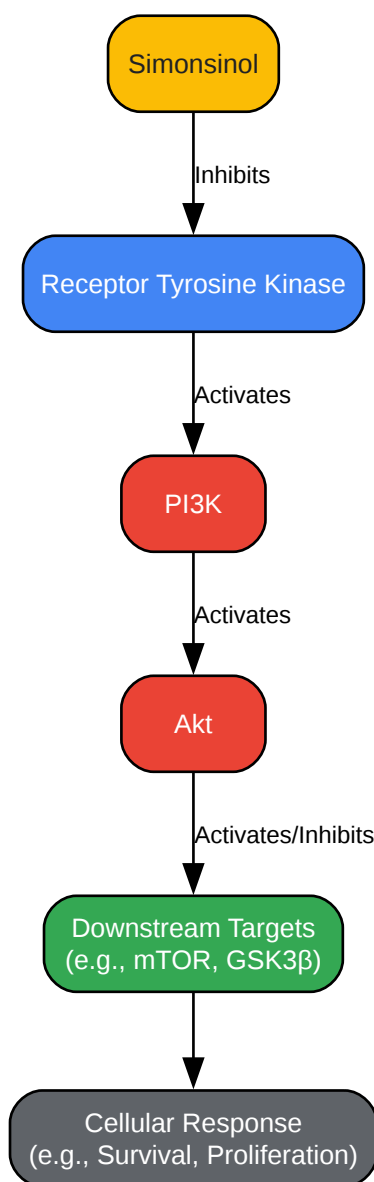 Simonsinol
Inhibits
Receptor Tyrosine Kinase
Activates
PI3K
Activates
Akt
Activates/Inhibits
Downstream Targets
(e.g., mTOR, GSK3β)
Cellular Response
(e.g., Survival, Proliferation)